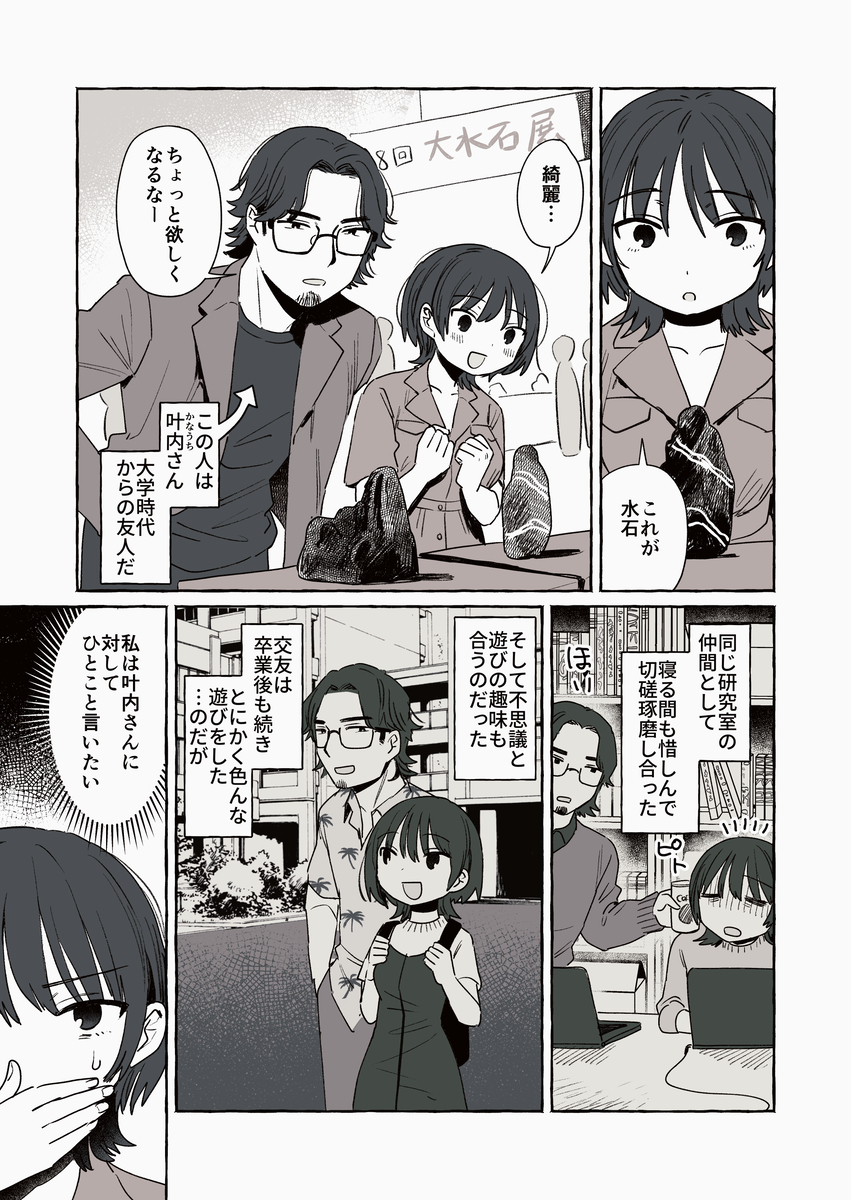 これが
水石
綺麗…
8回
大水石展
ちょっと欲しく
なるなー
この人は
叶内さん
かなうち
大学時代
からの友人だ
同じ研究室の
仲間として
寝る間も惜しんで
切磋琢磨し合った
ほい
ピト
そして不思議と
遊びの趣味も
合うのだった
交友は
卒業後も続き
とにかく色んな
遊びをした
…のだが
私は叶内さんに
対して
ひとこと言いたい